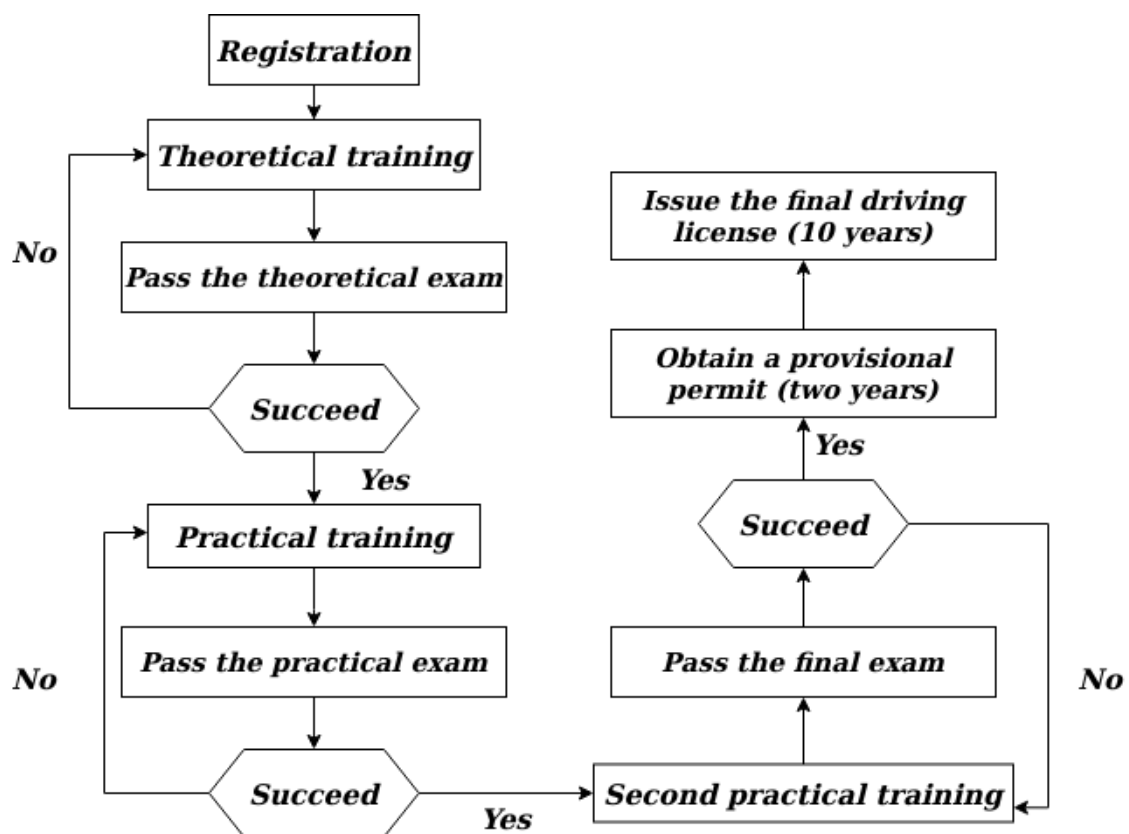 Registration
Theoretical training
No
Pass the theoretical exam
Succeed
Yes
Practical training
Pass the practical exam
No
Succeed
Yes
Second practical training
No
Pass the final exam
Succeed
Yes
Obtain a provisional
permit (two years)
Issue the final driving
license (10 years)